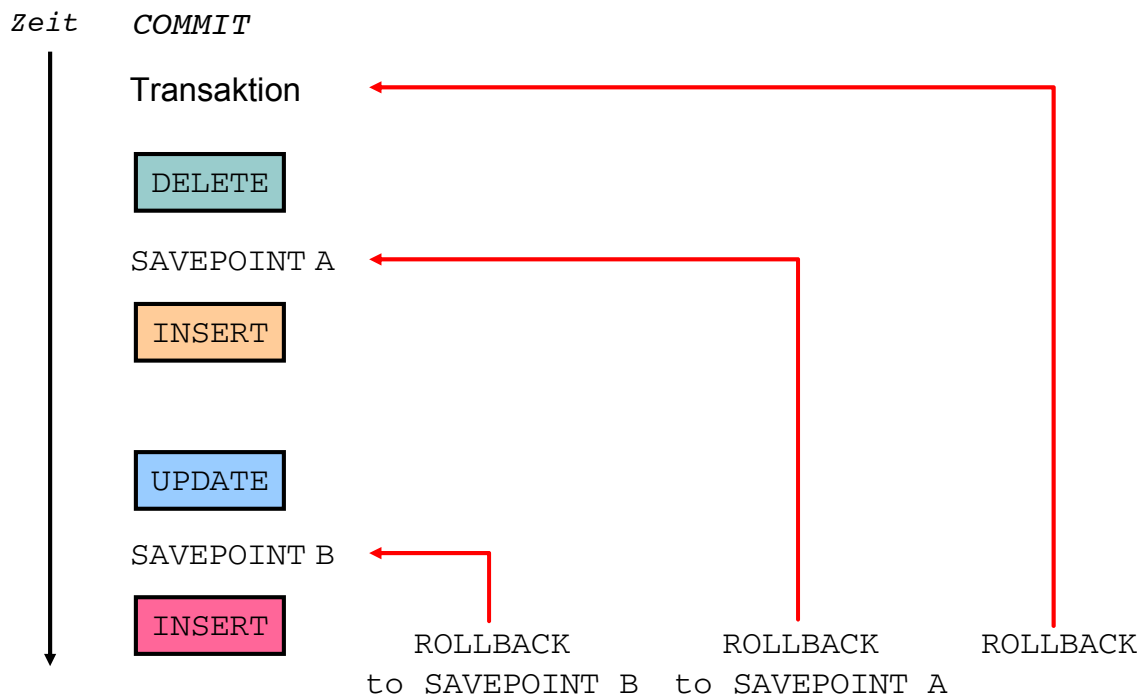 Zeit COMMIT
Transaktion
DELETE
SAVEPOINT A
INSERT
UPDATE
SAVEPOINT B
INSERT
ROLLBACK ROLLBACK ROLLBACK
to SAVEPOINT B to SAVEPOINT A